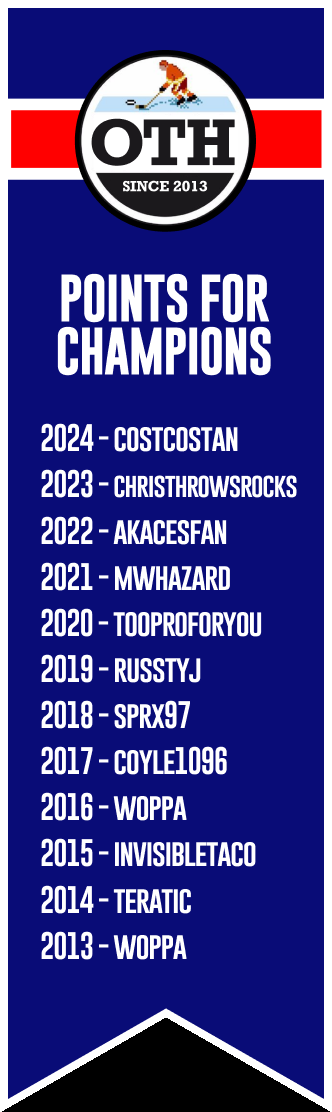 OTH
SINCE 2013
POINTS FOR
CHAMPIONS
2024 - COSTCOSTAN
2023 - CHRISTHROWSROCKS
2022 - AKACESFAN
2021 - MWHAZARD
2020 - TOOPROFORYOU
2019 - RUSSTYJ
2018 - SPRX97
2017 - COYLE1096
2016 - WOPPA
2015 - INVISIBLETACO
2014 - TERATIC
2013 - WOPPA